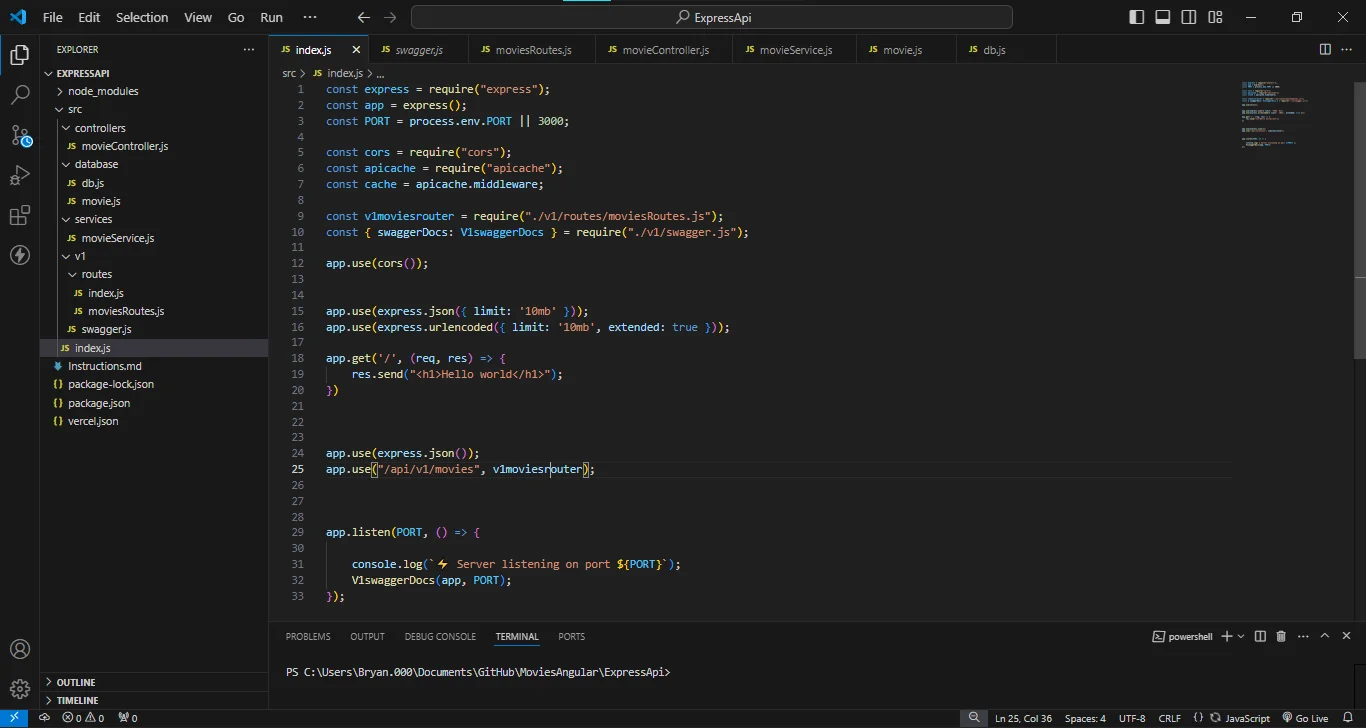 File Edit Selection View Go Run ··· ← → ExpressApi
EXPLORER ···
EXPRESSAPI
node_modules
src
controllers
JS movieController.js
database
JS db.js
JS movie.js
services
JS movieService.js
v1
routes
JS index.js
JS moviesRoutes.js
JS swagger.js
JS index.js
Instructions.md
{} package-lock.json
{} package.json
{} vercel.json
OUTLINE
TIMELINE
JS index.js × JS swagger.js JS moviesRoutes.js JS movieController.js JS movieService.js JS movie.js JS db.js ···
src > JS index.js > ...
1 const express = require("express");
2 const app = express();
3 const PORT = process.env.PORT || 3000;
4
5 const cors = require("cors");
6 const apicache = require("apicache");
7 const cache = apicache.middleware;
8
9 const v1moviesrouter = require("./v1/routes/moviesRoutes.js");
10 const { swaggerDocs: V1swaggerDocs } = require("./v1/swagger.js");
11
12 app.use(cors());
13
14
15 app.use(express.json({ limit: '10mb' }));
16 app.use(express.urlencoded({ limit: '10mb', extended: true }));
17
18 app.get('/', (req, res) => {
19 res.send("<h1>Hello world</h1>");
20 })
21
22
23
24 app.use(express.json());
25 app.use("/api/v1/movies", v1moviesrouter);
26
27
28
29 app.listen(PORT, () => {
30
31 console.log(`⚡ Server listening on port ${PORT}`);
32 V1swaggerDocs(app, PORT);
33 });
PROBLEMS OUTPUT DEBUG CONSOLE TERMINAL PORTS powershell + ···
PS C:\Users\Bryan.000\Documents\GitHub\MoviesAngular\ExpressApi>
0 0 0 Ln 25, Col 36 Spaces: 4 UTF-8 CRLF {} JavaScript Go Live